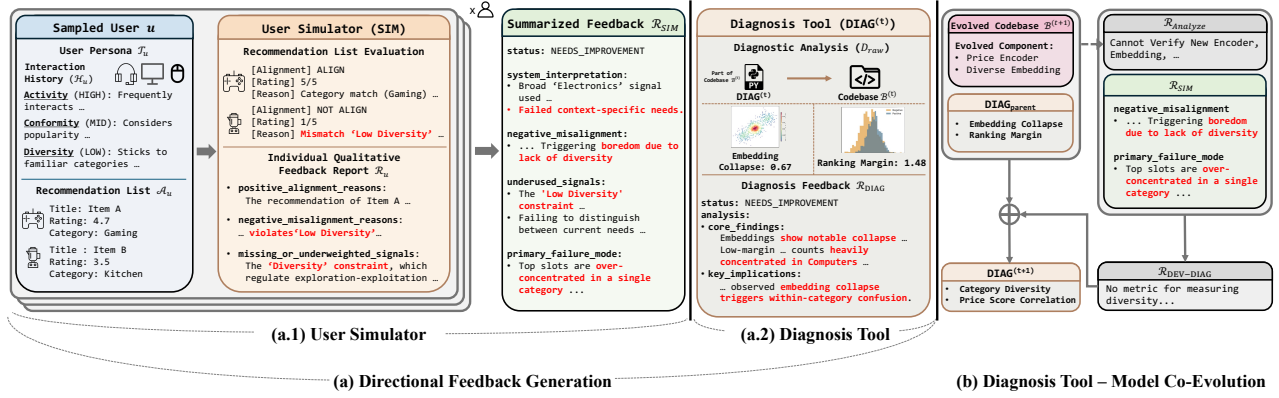 Sampled User u
User Persona 𝒯_u
Interaction
History (ℋ_u)
Activity (HIGH): Frequently
interacts …
Conformity (MID): Considers
popularity …
Diversity (LOW): Sticks to
familiar categories …
Recommendation List 𝒜_u
Title: Item A
Rating: 4.7
Category: Gaming
Title : Item B
Rating: 3.5
Category: Kitchen
x
User Simulator (SIM)
Recommendation List Evaluation
[Alignment] ALIGN
[Rating] 5/5
[Reason] Category match (Gaming) …
[Alignment] NOT ALIGN
[Rating] 1/5
[Reason] Mismatch ‘Low Diversity’ …
Individual Qualitative
Feedback Report ℛ_u
• positive_alignment_reasons:
The recommendation of Item A …
• negative_misalignment_reasons:
… violates‘Low Diversity’…
• missing_or_underweighted_signals:
The ‘Diversity’ constraint, which
regulate exploration-exploitation …
Summarized Feedback ℛ_SIM
status: NEEDS_IMPROVEMENT
system_interpretation:
• Broad ‘Electronics’ signal
used …
• Failed context-specific needs.
negative_misalignment:
• ... Triggering boredom due to
lack of diversity
underused_signals:
• The 'Low Diversity'
constraint …
• Failing to distinguish
between current needs …
primary_failure_mode:
• Top slots are over-
concentrated in a single
category ...
(a.1) User Simulator
Diagnosis Tool (DIAG^(t))
Diagnostic Analysis (D_raw)
Part of
Codebase ℬ^(t)
PY
DIAG^(t)
Codebase ℬ^(t)
Embedding
Collapse: 0.67
Ranking Margin: 1.48
Diagnosis Feedback ℛ_DIAG
status: NEEDS_IMPROVEMENT
analysis:
• core_findings:
Embeddings show notable collapse …
Low-margin … counts heavily
concentrated in Computers …
• key_implications:
… observed embedding collapse
triggers within-category confusion.
(a.2) Diagnosis Tool
(a) Directional Feedback Generation
Evolved Codebase ℬ^(t+1)
Evolved Component:
• Price Encoder
• Diverse Embedding
DIAG_parent
• Embedding Collapse
• Ranking Margin
ℛ_Analyze
Cannot Verify New Encoder,
Embedding, …
ℛ_SIM
negative_misalignment
• ... Triggering boredom
due to lack of diversity
primary_failure_mode
• Top slots are over-
concentrated in a single
category ...
DIAG^(t+1)
• Category Diversity
• Price Score Correlation
ℛ_DEV−DIAG
No metric for measuring
diversity...
(b) Diagnosis Tool – Model Co-Evolution